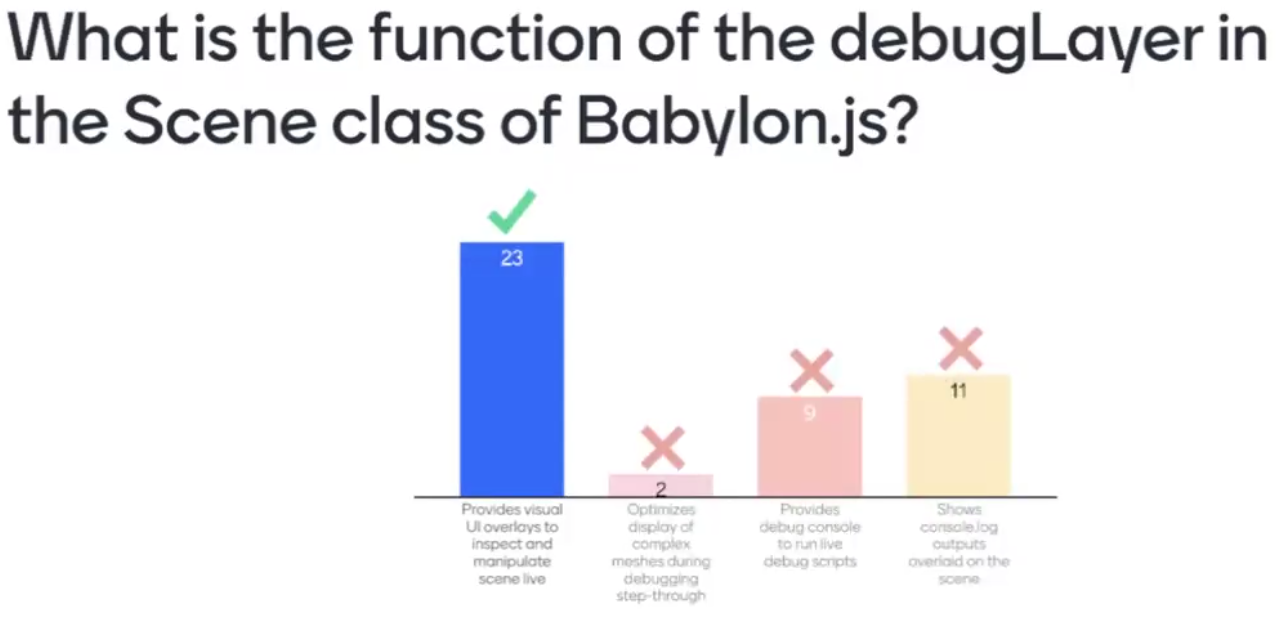 What is the function of the debugLayer in
the Scene class of Babylon.js?
23
2
9
11
Provides visual
UI overlays to
inspect and
manipulate
scene live
Optimizes
display of
complex
meshes during
debugging
step-through
Provides
debug console
to run live
debug scripts
Shows
console.log
outputs
overlaid on the
scene